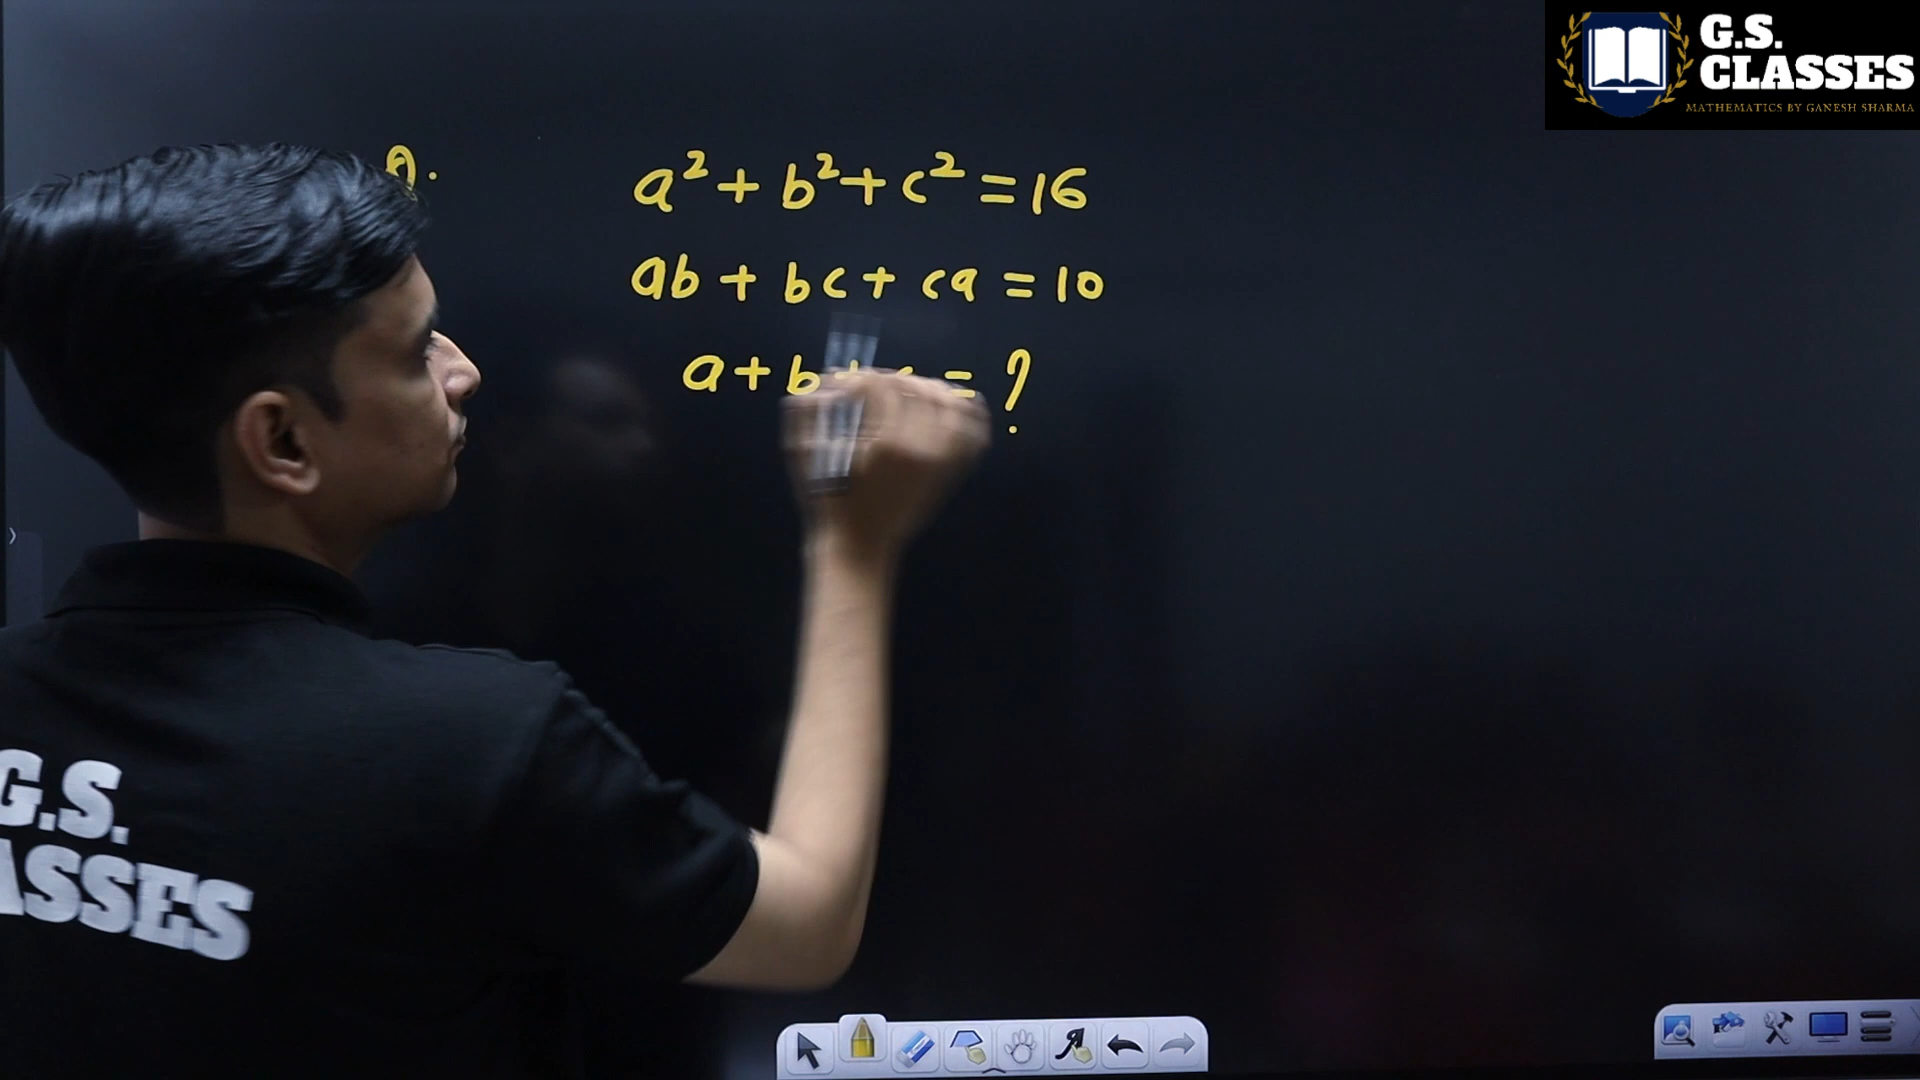 G.S.
CLASSES
MATHEMATICS BY GANESH SHARMA
Q.
a² + b² + c² = 16
ab + bc + ca = 10
a + b + c = ?
G.S.
ASSES